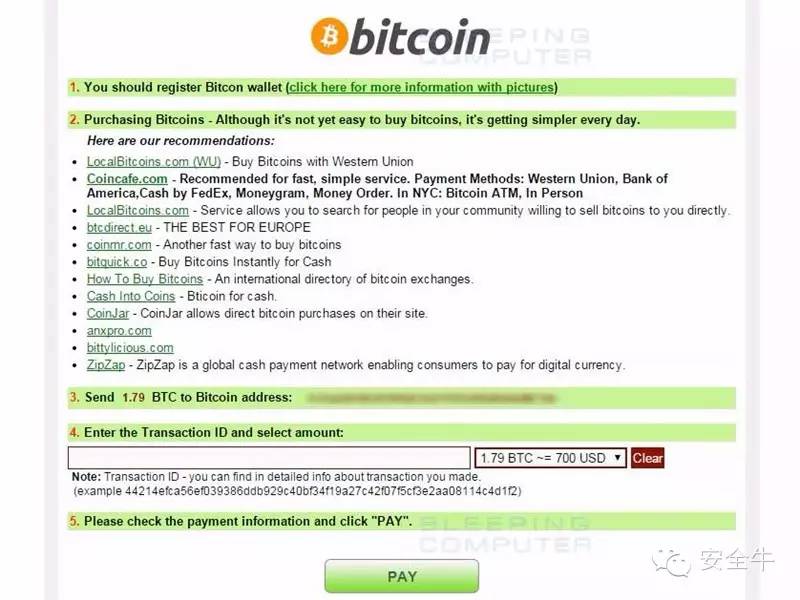 bitcoin
BLEEPING
COMPUTER
1. You should register Bitcon wallet (click here for more information with pictures)
2. Purchasing Bitcoins - Although it's not yet easy to buy bitcoins, it's getting simpler every day.
Here are our recommendations:
LocalBitcoins.com (WU) - Buy Bitcoins with Western Union
Coincafe.com - Recommended for fast, simple service. Payment Methods: Western Union, Bank of
America,Cash by FedEx, Moneygram, Money Order. In NYC: Bitcoin ATM, In Person
LocalBitcoins.com - Service allows you to search for people in your community willing to sell bitcoins to you directly.
btcdirect.eu - THE BEST FOR EUROPE
coinrnr.com - Another fast way to buy bitcoins
bitquick.co - Buy Bitcoins Instantly for Cash
How To Buy Bitcoins - An international directory of bitcoin exchanges.
Cash Into Coins - Bticoin for cash.
CoinJar - CoinJar allows direct bitcoin purchases on their site.
anxpro.com
bittylicious.com
ZipZap - ZipZap is a global cash payment network enabling consumers to pay for digital currency.
3. Send 1.79 BTC to Bitcoin address:
4. Enter the Transaction ID and select amount:
1.79 BTC ~= 700 USD Clear
Note: Transaction ID - you can find in detailed info about transaction you made.
(example 44214efca56ef039386ddb929c40bf34f19a27c42f07f5cf3e2aa08114c4d1f2)
5. Please check the payment information and click "PAY".
BLEEPING
COMPUTER
PAY
安全牛